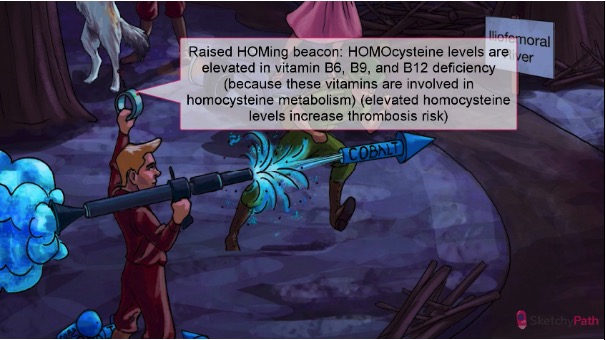 Iliofemoral
River
Raised HOMing beacon: HOMOcysteine levels are
elevated in vitamin B6, B9, and B12 deficiency
(because these vitamins are involved in
homocysteine metabolism) (elevated homocysteine
levels increase thrombosis risk)
COBALT
SketchyPath